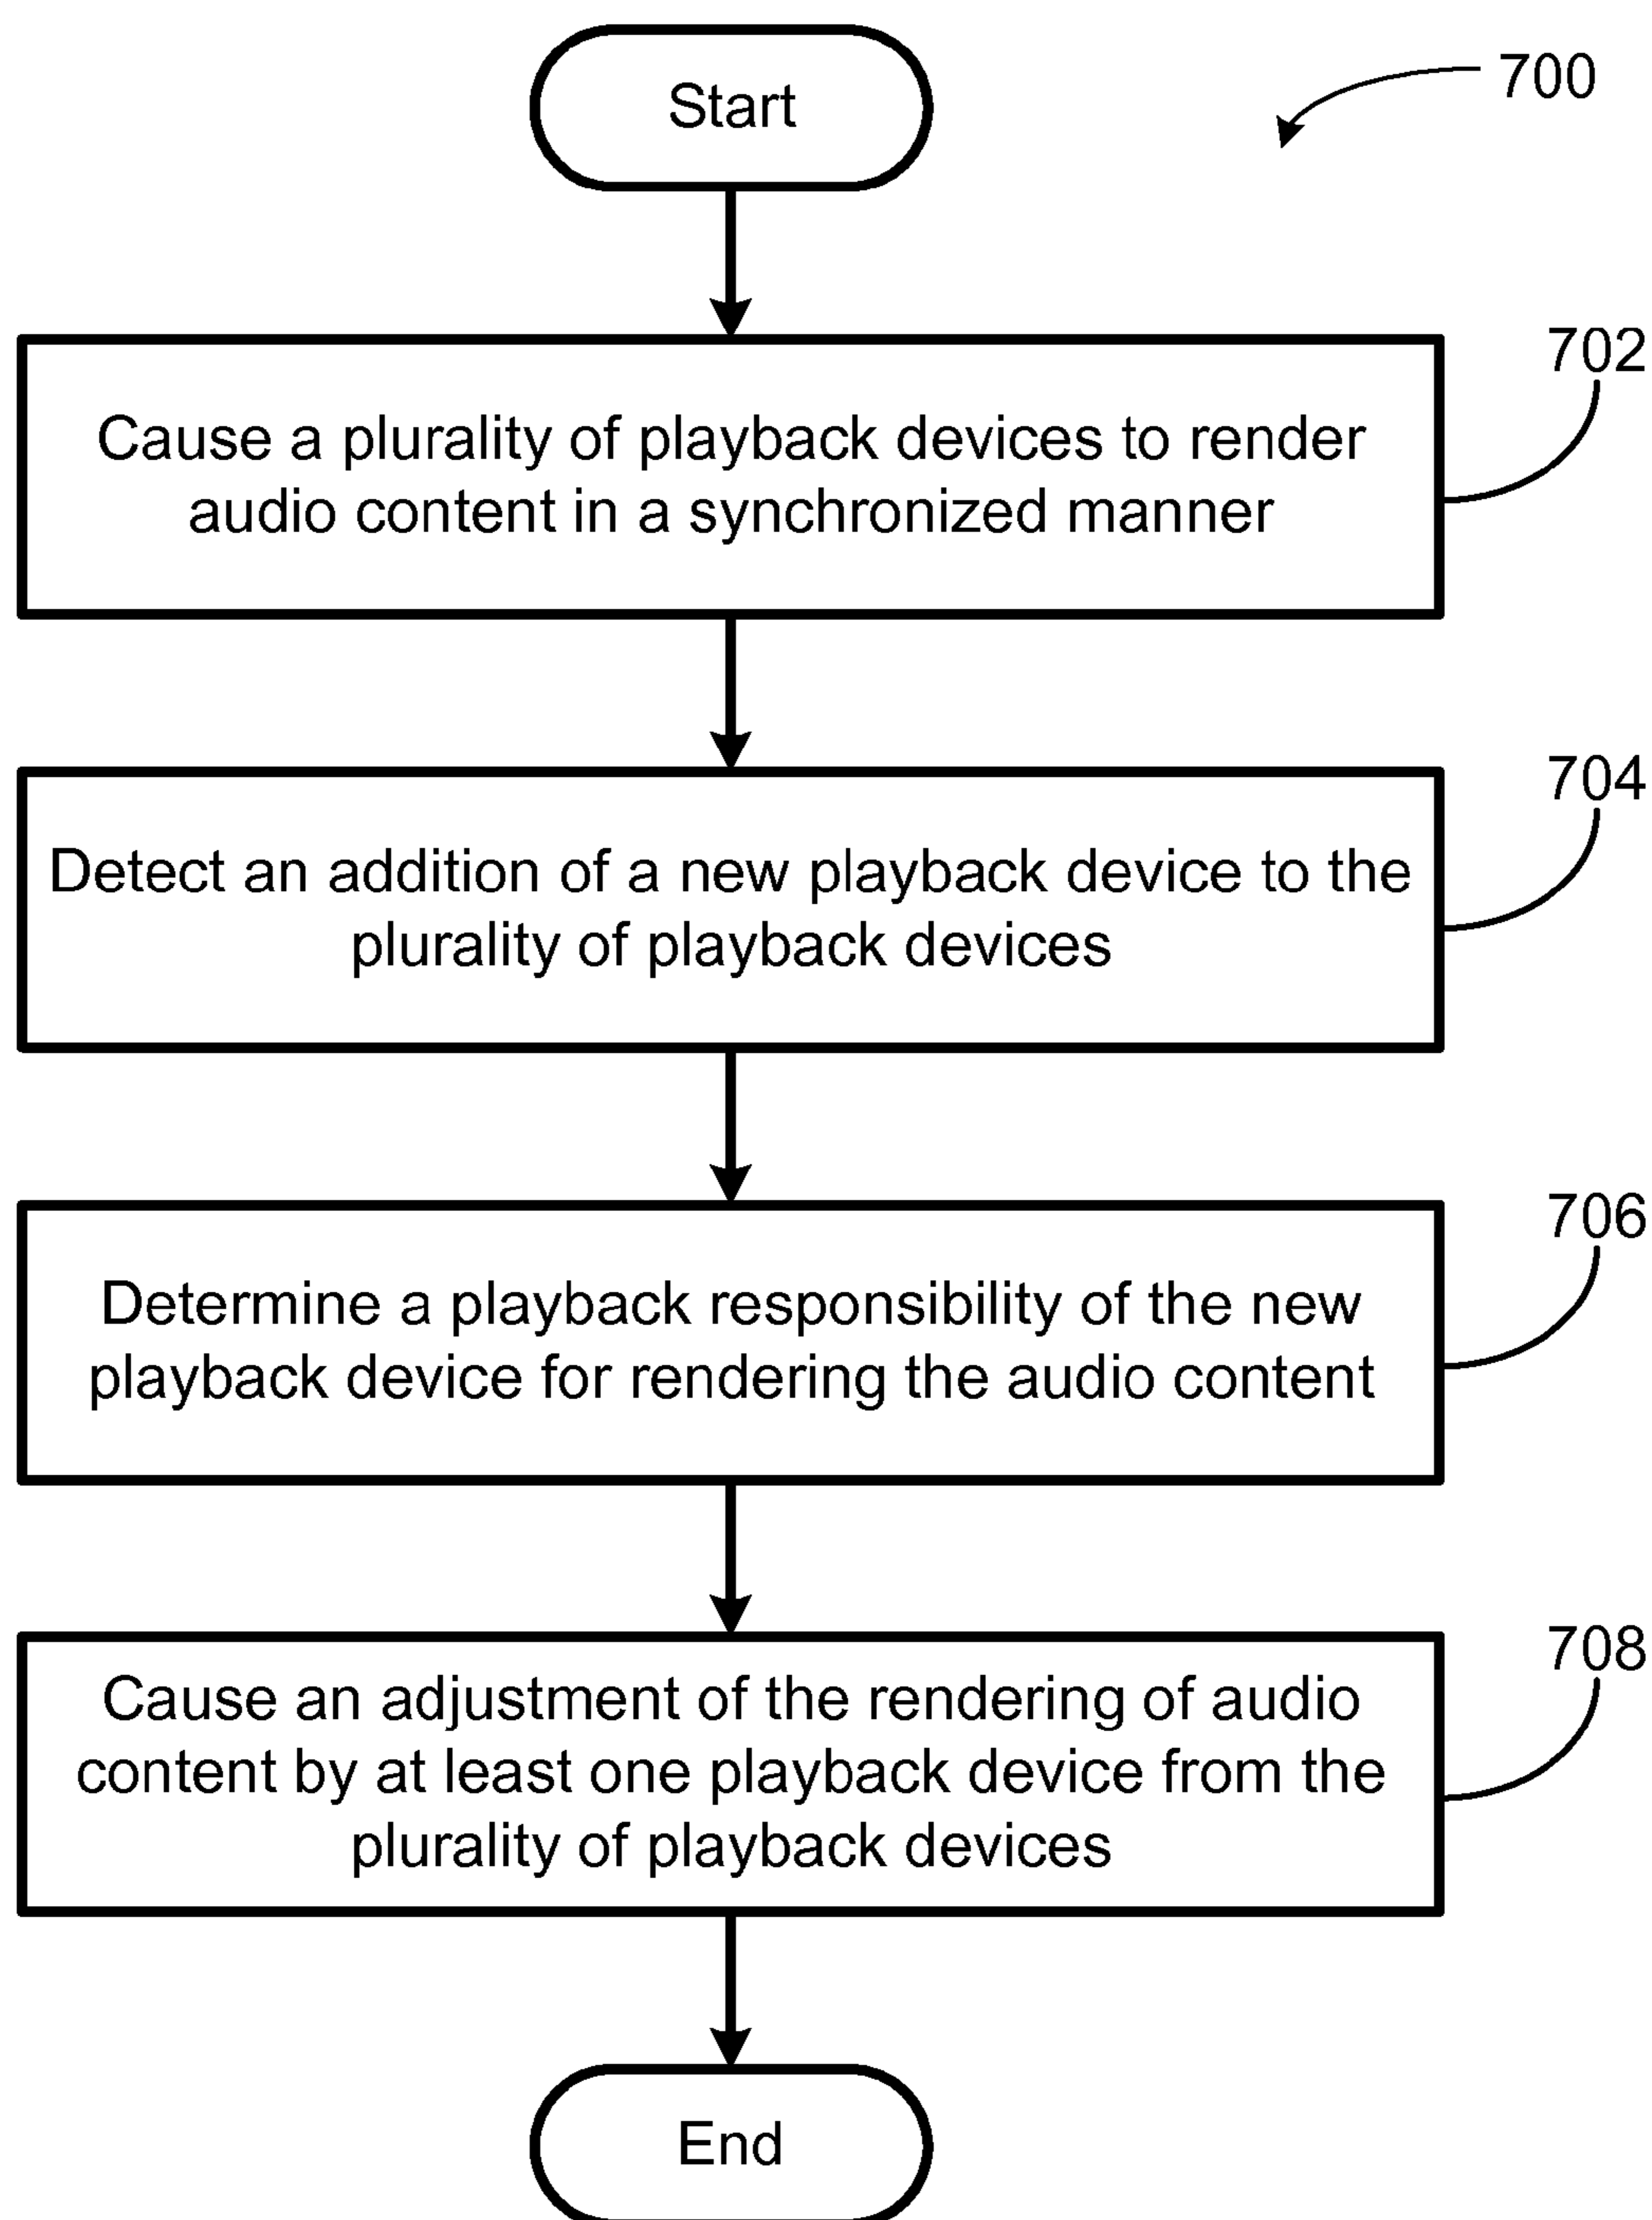 Start
700
702
Cause a plurality of playback devices to render
audio content in a synchronized manner
704
Detect an addition of a new playback device to the
plurality of playback devices
706
Determine a playback responsibility of the new
playback device for rendering the audio content
708
Cause an adjustment of the rendering of audio
content by at least one playback device from the
plurality of playback devices
End